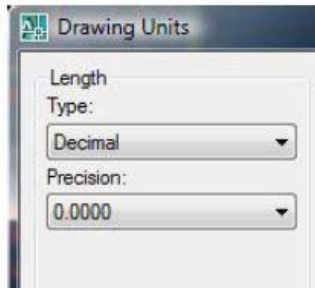 Drawing Units
Length
Type:
Decimal
Precision:
0.0000